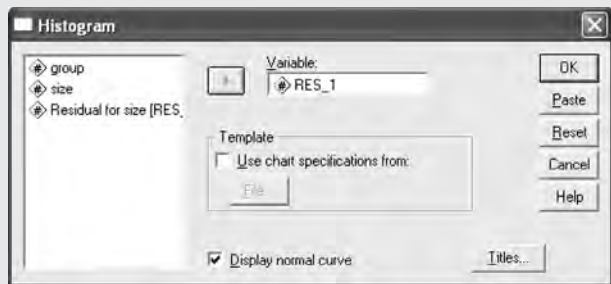 Histogram
group
size
Residual for size [RES_
Variable:
RES_1
Template
Use chart specifications from:
File...
Display normal curve
Titles...
OK
Paste
Reset
Cancel
Help